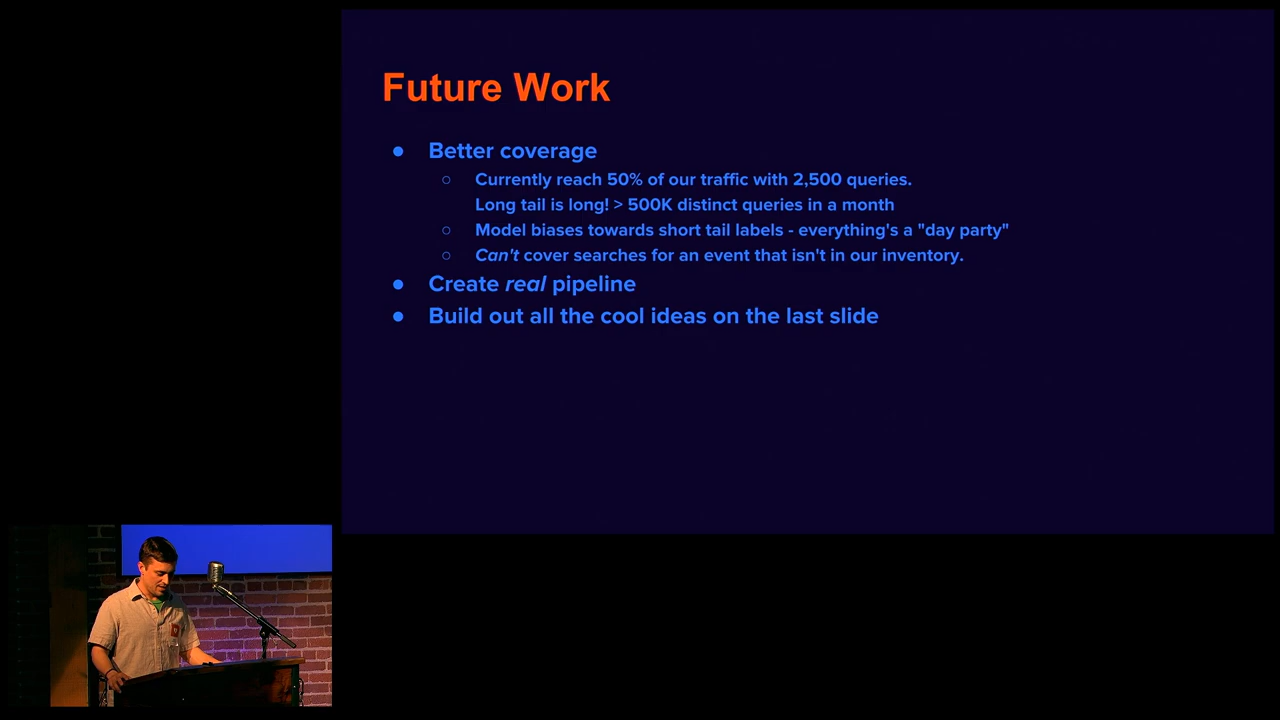 Future Work
● Better coverage
○ Currently reach 50% of our traffic with 2,500 queries.
Long tail is long! > 500K distinct queries in a month
○ Model biases towards short tail labels - everything's a "day party"
○ Can't cover searches for an event that isn't in our inventory.
● Create real pipeline
● Build out all the cool ideas on the last slide